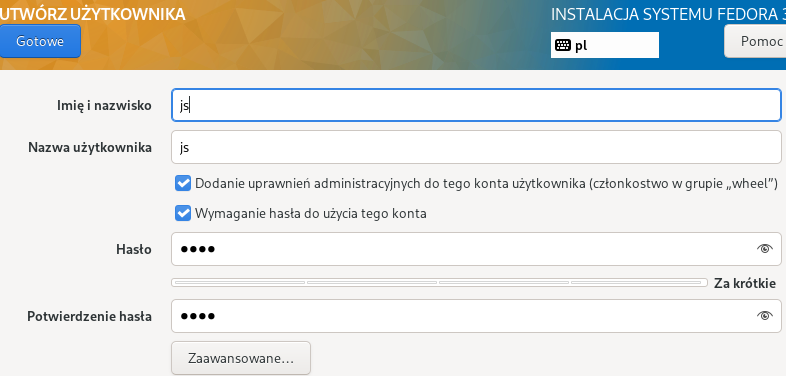 UTWÓRZ UŻYTKOWNIKA
INSTALACJA SYSTEMU FEDORA
Gotowe
pl
Pomoc
Imię i nazwisko
js
Nazwa użytkownika
js
Dodanie uprawnień administracyjnych do tego konta użytkownika (członkostwo w grupie „wheel”)
Wymaganie hasła do użycia tego konta
Hasło
●●●●
Za krótkie
Potwierdzenie hasła
●●●●
Zaawansowane…